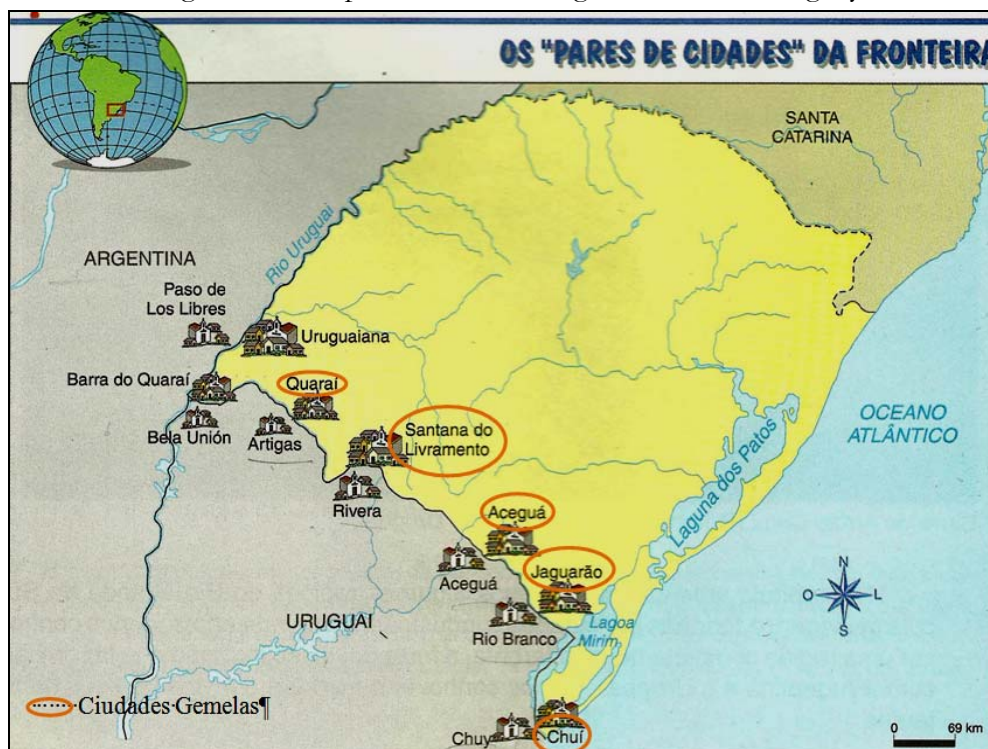 OS "PARES DE CIDADES" DA FRONTEIRA
SANTA
CATARINA
ARGENTINA
Rio Uruguai
Paso de
Los Libres
Uruguaiana
Barra do Quaraí
Quaraí
Bela Unión
Artigas
Santana do
Livramento
Rivera
OCEANO
ATLÂNTICO
Laguna dos Patos
Aceguá
Aceguá
Jaguarão
URUGUAI
Rio Branco
Lagoa
Mirim
N
O
L
S
Ciudades·Gemelas¶
Chuy
Chuí
0 69 km